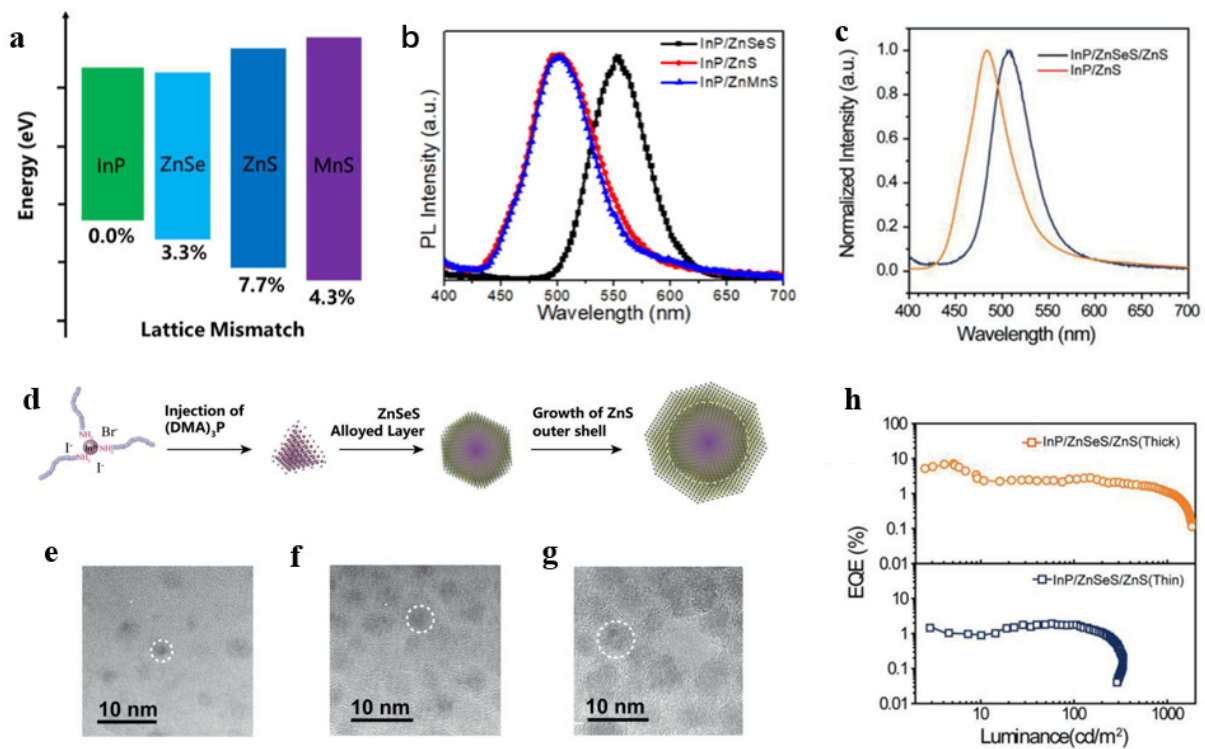 a
Energy (eV)
InP
ZnSe
ZnS
MnS
0.0%
3.3%
7.7%
4.3%
Lattice Mismatch
b
PL Intensity (a.u.)
InP/ZnSeS
InP/ZnS
InP/ZnMnS
400 450 500 550 600 650 700
Wavelength (nm)
c
Normalized Intensity (a.u.)
1.0
0.8
0.6
0.4
0.2
0.0
InP/ZnSeS/ZnS
InP/ZnS
400 450 500 550 600 650 700
Wavelength (nm)
d
Br-
I-
I-
Injection of
(DMA)₃P
ZnSeS
Alloyed Layer
Growth of ZnS
outer shell
e
10 nm
f
10 nm
g
10 nm
h
EQE (%)
100
10
1
0.1
0.01
InP/ZnSeS/ZnS(Thick)
100
10
1
0.1
0.01
InP/ZnSeS/ZnS(Thin)
10 100 1000
Luminance(cd/m²)